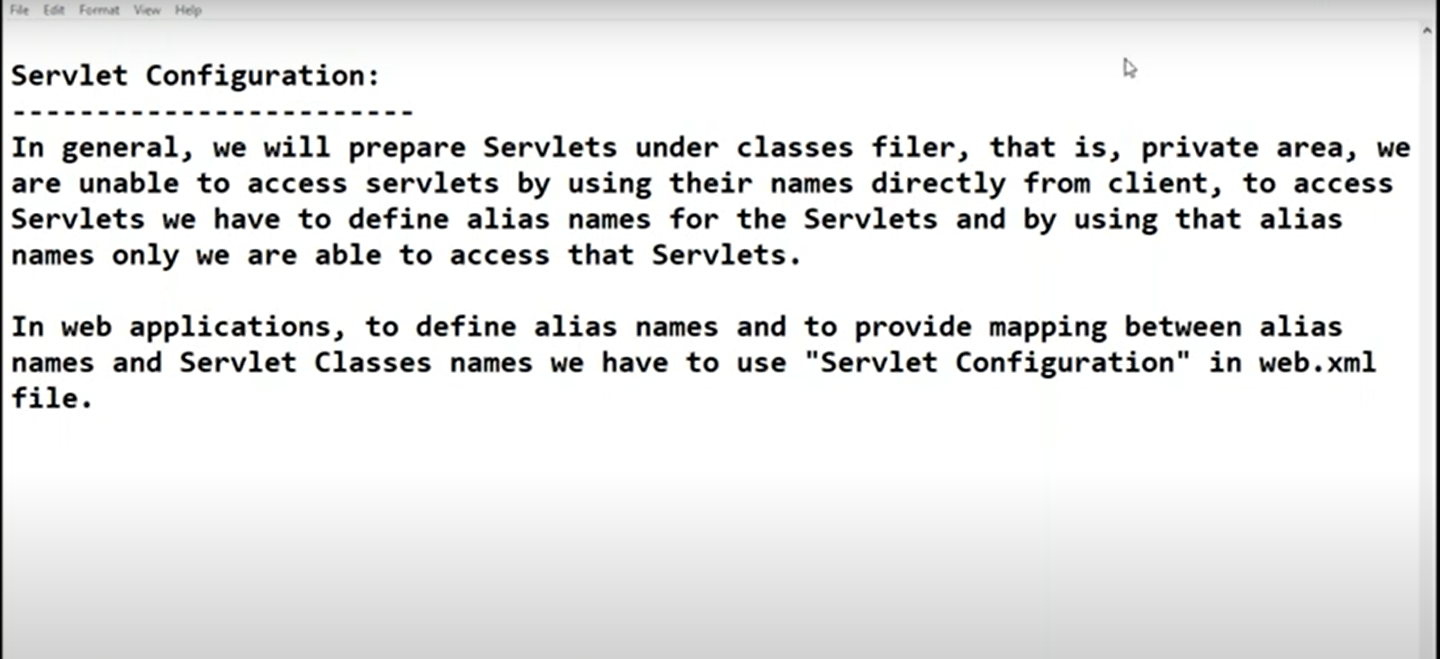 File Edit Format View Help
Servlet Configuration:
------------------------
In general, we will prepare Servlets under classes filer, that is, private area, we
are unable to access servlets by using their names directly from client, to access
Servlets we have to define alias names for the Servlets and by using that alias
names only we are able to access that Servlets.
In web applications, to define alias names and to provide mapping between alias
names and Servlet Classes names we have to use "Servlet Configuration" in web.xml
file.